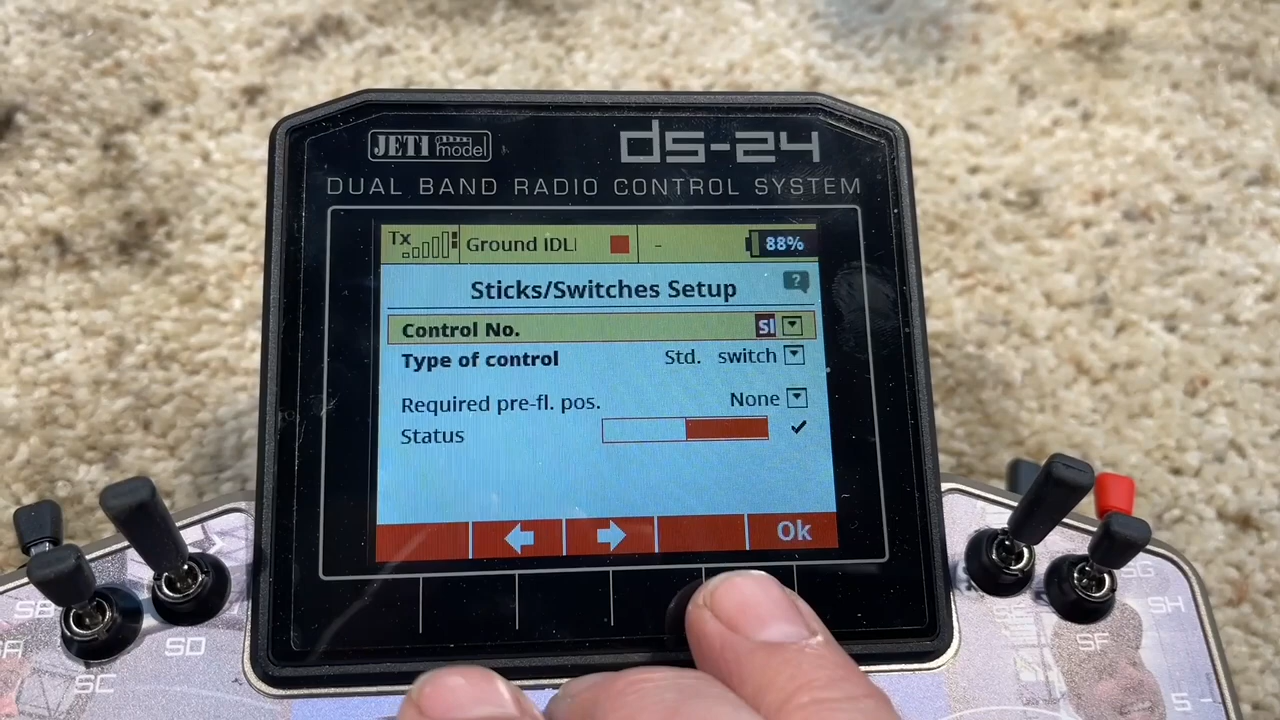 JETI model
ds-24
DUAL BAND RADIO CONTROL SYSTEM
Tx Ground IDL - 88%
Sticks/Switches Setup ?
Control No. SI
Type of control Std. switch
Required pre-fl. pos. None
Status
Ok
SB
SD
SC
SG
SH
SF